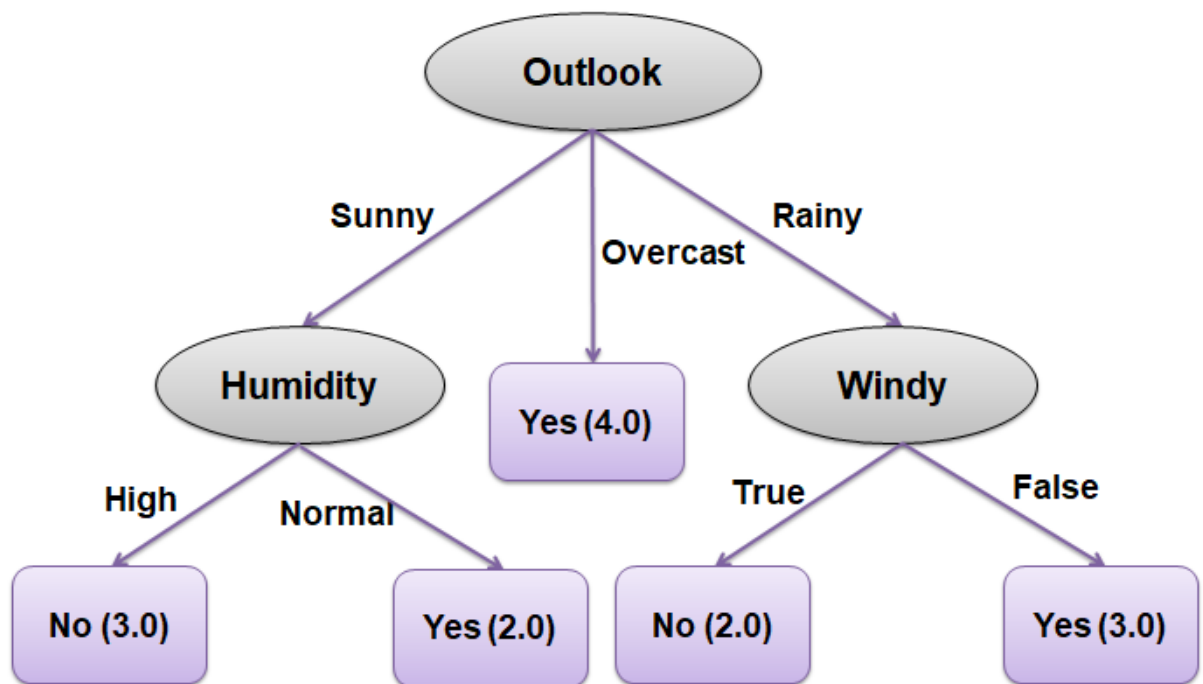 Outlook
Sunny
Overcast
Rainy
Humidity
Yes (4.0)
Windy
High
Normal
True
False
No (3.0)
Yes (2.0)
No (2.0)
Yes (3.0)